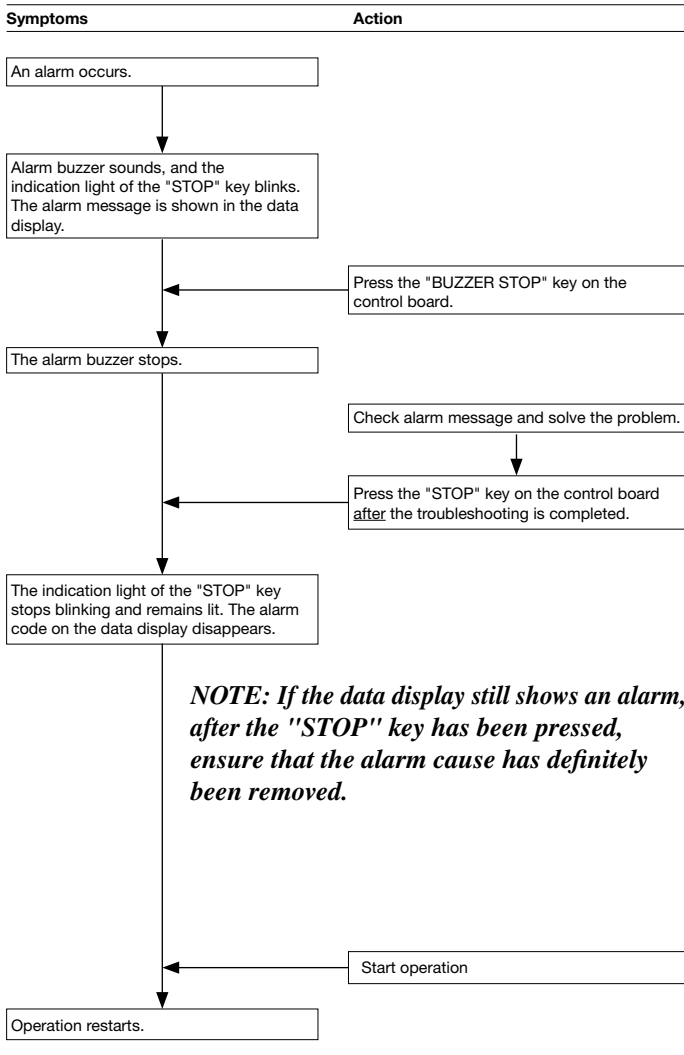 Symptoms Action
An alarm occurs.
Alarm buzzer sounds, and the
indication light of the "STOP" key blinks.
The alarm message is shown in the data
display.
Press the "BUZZER STOP" key on the
control board.
The alarm buzzer stops.
Check alarm message and solve the problem.
Press the "STOP" key on the control board
after the troubleshooting is completed.
The indication light of the "STOP" key
stops blinking and remains lit. The alarm
code on the data display disappears.
NOTE: If the data display still shows an alarm,
after the "STOP" key has been pressed,
ensure that the alarm cause has definitely
been removed.
Start operation
Operation restarts.